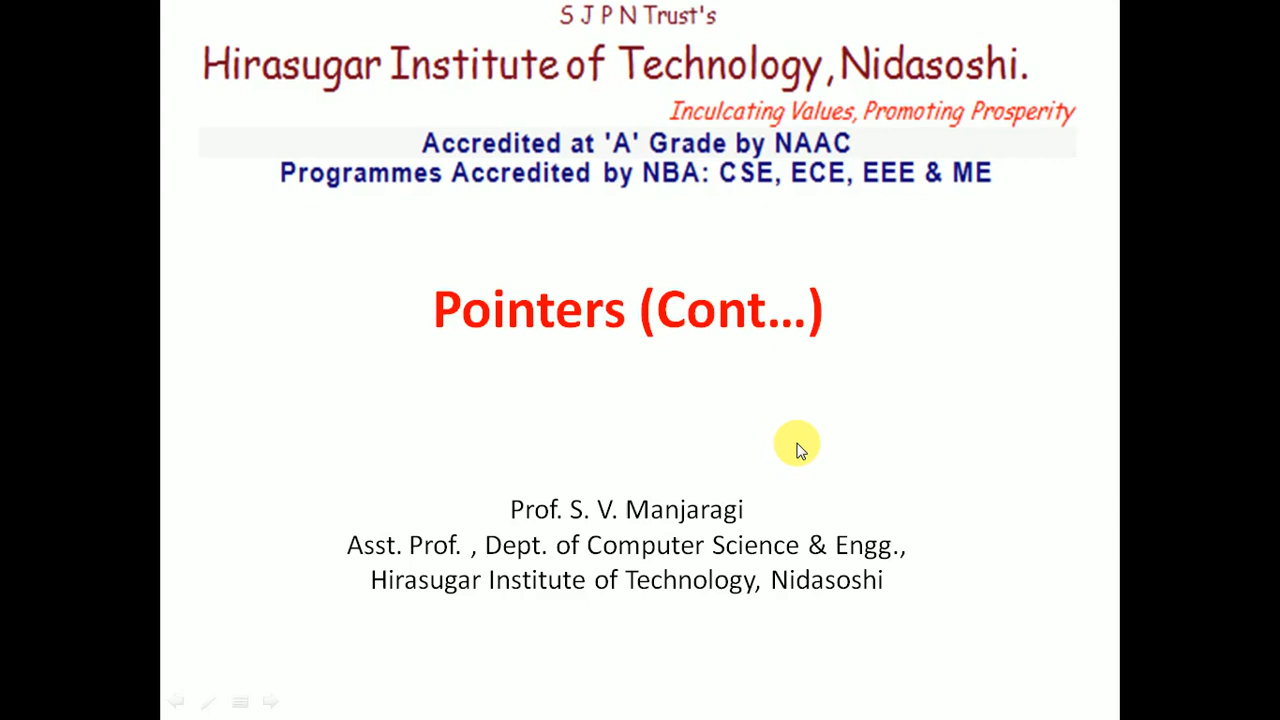 S J P N Trust's
Hirasugar Institute of Technology, Nidasoshi.
Inculcating Values, Promoting Prosperity
Accredited at 'A' Grade by NAAC
Programmes Accredited by NBA: CSE, ECE, EEE & ME
Pointers (Cont...)
Prof. S. V. Manjaragi
Asst. Prof. , Dept. of Computer Science & Engg.,
Hirasugar Institute of Technology, Nidasoshi